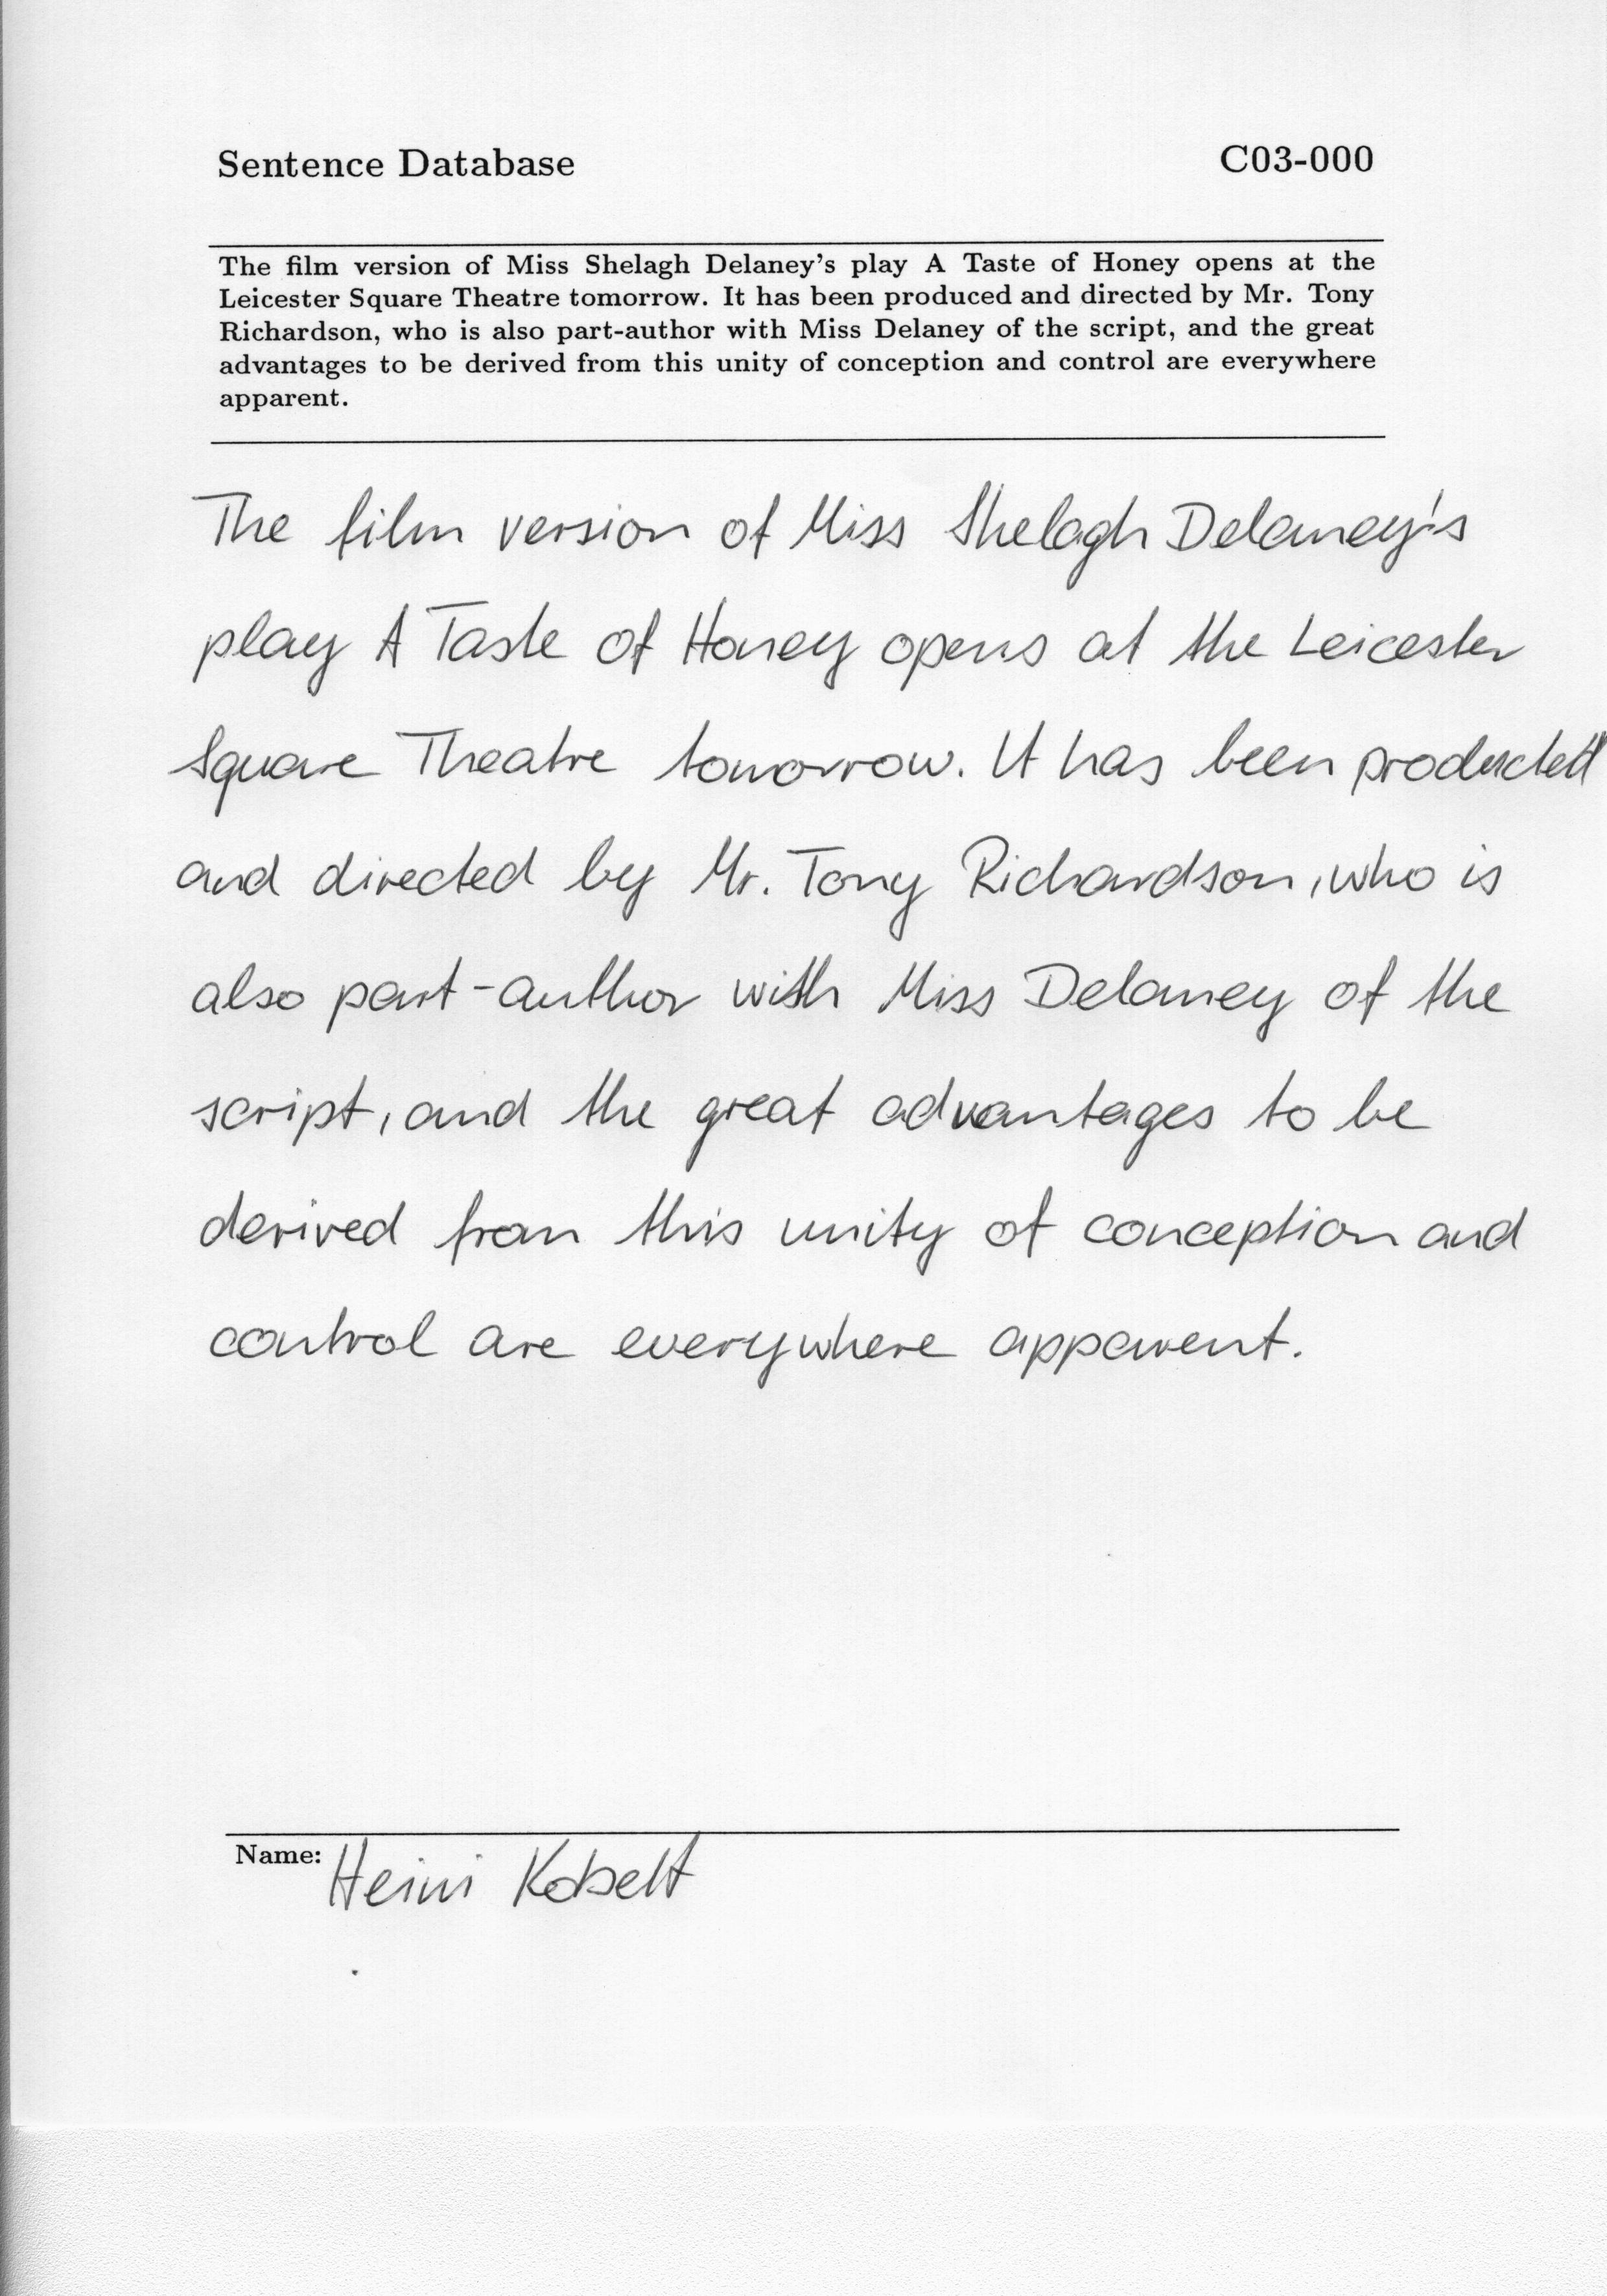 Sentence Database
C03-000
The film version of Miss Shelagh Delaney's play A Taste of Honey opens at the
Leicester Square Theatre tomorrow. It has been produced and directed by Mr. Tony
Richardson, who is also part-author with Miss Delaney of the script, and the great
advantages to be derived from this unity of conception and control are everywhere
apparent.
The film version of Miss Shelagh Delaney's
play A Taste of Honey opens at the Leicester
Square Theatre tomorrow. It has been producted
and directed by Mr. Tony Richardson, who is
also part-author with Miss Delaney of the
script, and the great advantages to be
derived from this unity of conception and
control are everywhere apparent.
Name: Heini Kobelt